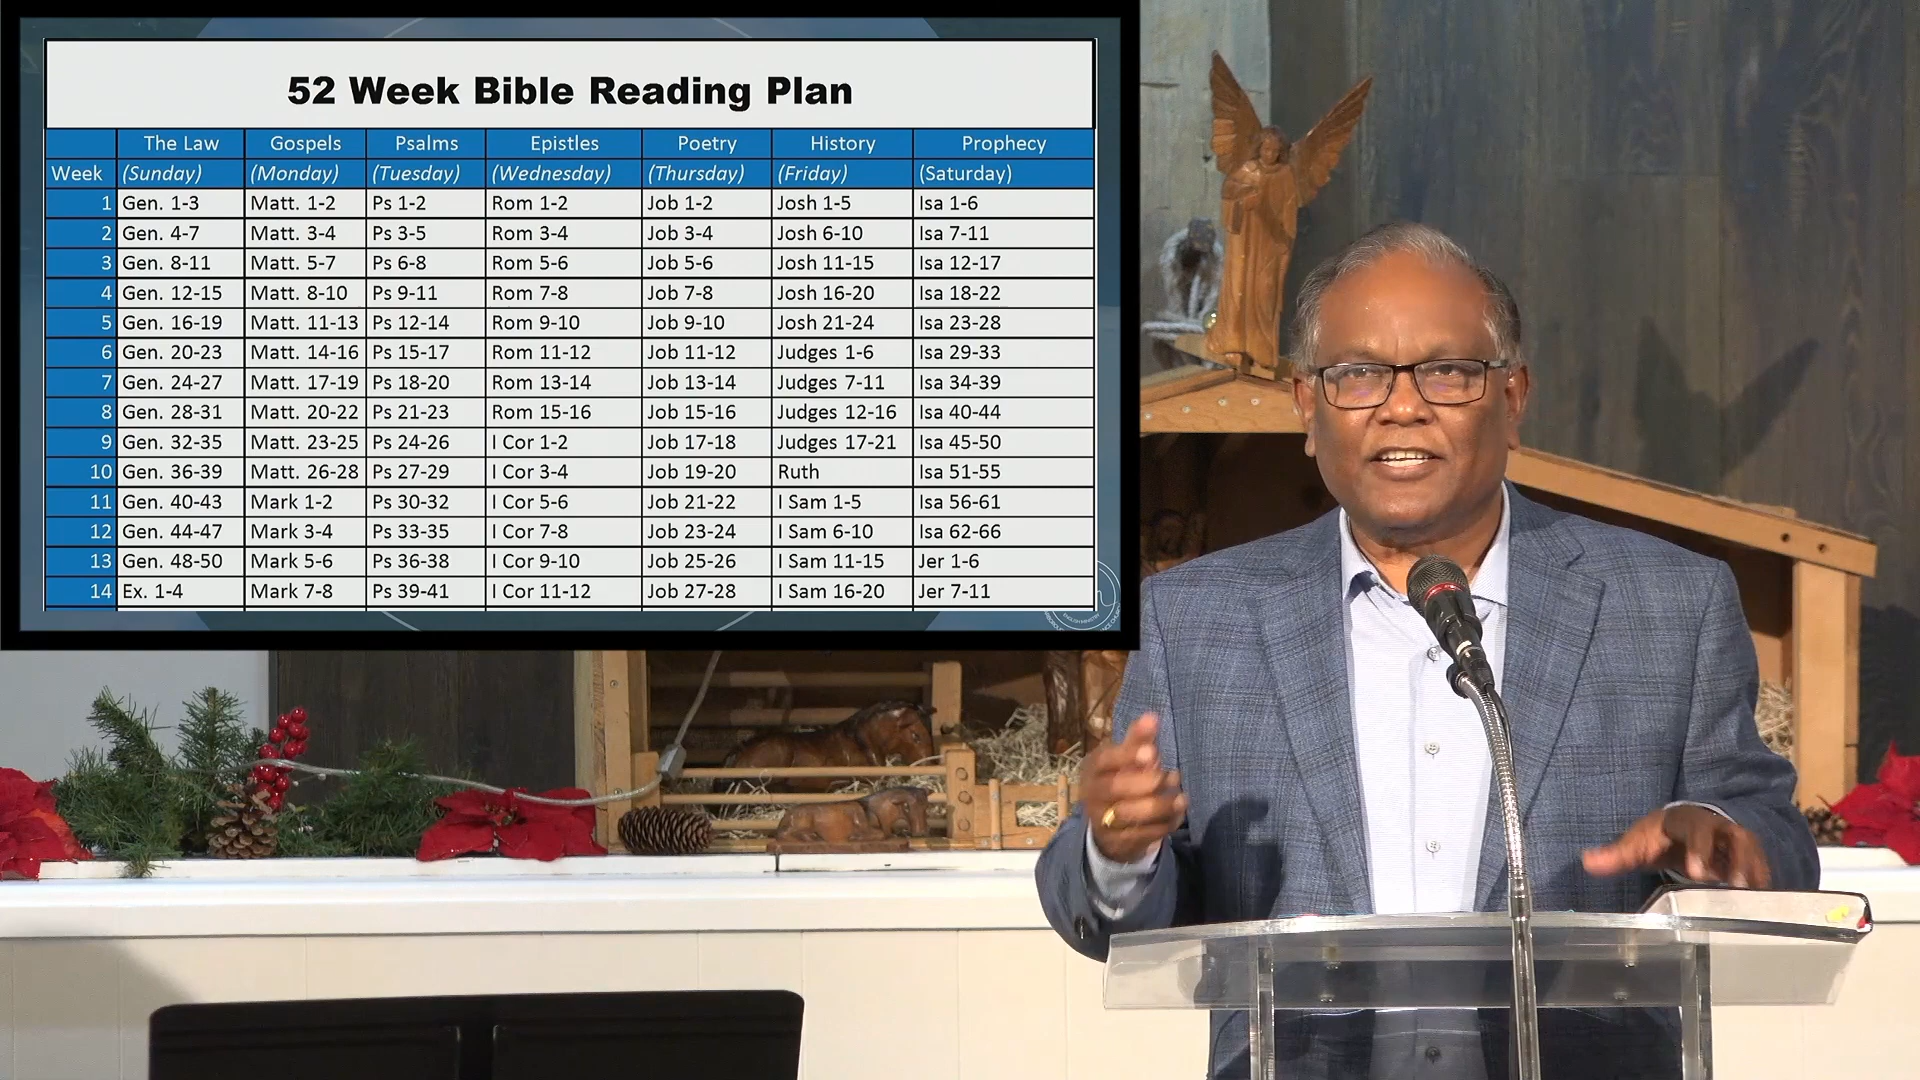 52 Week Bible Reading Plan
The Law Gospels Psalms Epistles Poetry History Prophecy
Week (Sunday) (Monday) (Tuesday) (Wednesday) (Thursday) (Friday) (Saturday)
1 Gen. 1-3 Matt. 1-2 Ps 1-2 Rom 1-2 Job 1-2 Josh 1-5 Isa 1-6
2 Gen. 4-7 Matt. 3-4 Ps 3-5 Rom 3-4 Job 3-4 Josh 6-10 Isa 7-11
3 Gen. 8-11 Matt. 5-7 Ps 6-8 Rom 5-6 Job 5-6 Josh 11-15 Isa 12-17
4 Gen. 12-15 Matt. 8-10 Ps 9-11 Rom 7-8 Job 7-8 Josh 16-20 Isa 18-22
5 Gen. 16-19 Matt. 11-13 Ps 12-14 Rom 9-10 Job 9-10 Josh 21-24 Isa 23-28
6 Gen. 20-23 Matt. 14-16 Ps 15-17 Rom 11-12 Job 11-12 Judges 1-6 Isa 29-33
7 Gen. 24-27 Matt. 17-19 Ps 18-20 Rom 13-14 Job 13-14 Judges 7-11 Isa 34-39
8 Gen. 28-31 Matt. 20-22 Ps 21-23 Rom 15-16 Job 15-16 Judges 12-16 Isa 40-44
9 Gen. 32-35 Matt. 23-25 Ps 24-26 I Cor 1-2 Job 17-18 Judges 17-21 Isa 45-50
10 Gen. 36-39 Matt. 26-28 Ps 27-29 I Cor 3-4 Job 19-20 Ruth Isa 51-55
11 Gen. 40-43 Mark 1-2 Ps 30-32 I Cor 5-6 Job 21-22 I Sam 1-5 Isa 56-61
12 Gen. 44-47 Mark 3-4 Ps 33-35 I Cor 7-8 Job 23-24 I Sam 6-10 Isa 62-66
13 Gen. 48-50 Mark 5-6 Ps 36-38 I Cor 9-10 Job 25-26 I Sam 11-15 Jer 1-6
14 Ex. 1-4 Mark 7-8 Ps 39-41 I Cor 11-12 Job 27-28 I Sam 16-20 Jer 7-11